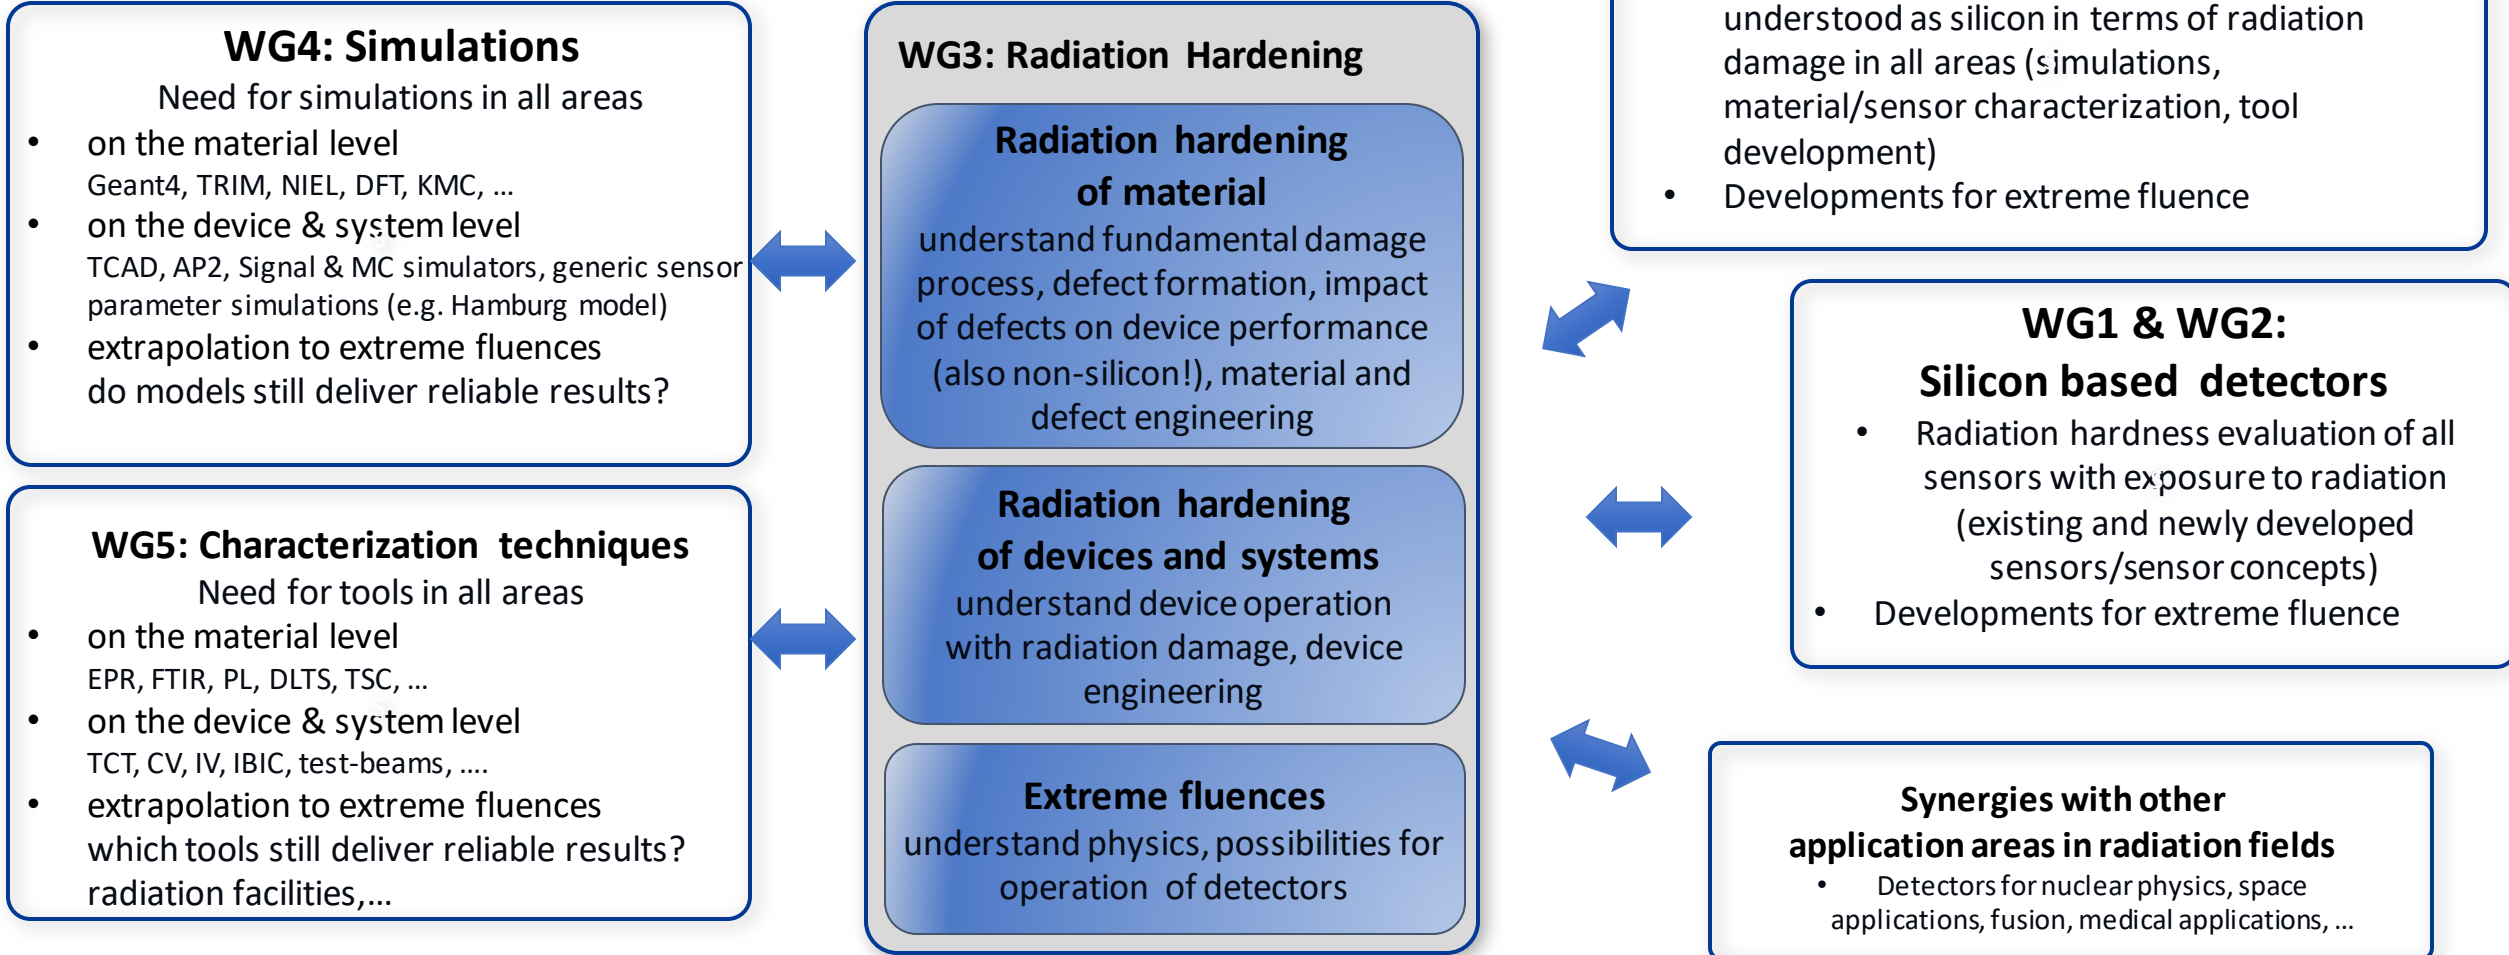 WG4: Simulations
Need for simulations in all areas
• on the material level
Geant4, TRIM, NIEL, DFT, KMC, ...
• on the device & system level
TCAD, AP2, Signal & MC simulators, generic sensor
parameter simulations (e.g. Hamburg model)
• extrapolation to extreme fluences
do models still deliver reliable results?
WG5: Characterization techniques
Need for tools in all areas
• on the material level
EPR, FTIR, PL, DLTS, TSC, ...
• on the device & system level
TCT, CV, IV, IBIC, test-beams, ....
• extrapolation to extreme fluences
which tools still deliver reliable results?
radiation facilities,...
WG3: Radiation Hardening
Radiation hardening
of material
understand fundamental damage
process, defect formation, impact
of defects on device performance
(also non-silicon!), material and
defect engineering
Radiation hardening
of devices and systems
understand device operation
with radiation damage, device
engineering
Extreme fluences
understand physics, possibilities for
operation of detectors
understood as silicon in terms of radiation
damage in all areas (simulations,
material/sensor characterization, tool
development)
• Developments for extreme fluence
WG1 & WG2:
Silicon based detectors
• Radiation hardness evaluation of all
sensors with exposure to radiation
(existing and newly developed
sensors/sensor concepts)
• Developments for extreme fluence
Synergies with other
application areas in radiation fields
• Detectors for nuclear physics, space
applications, fusion, medical applications, ...